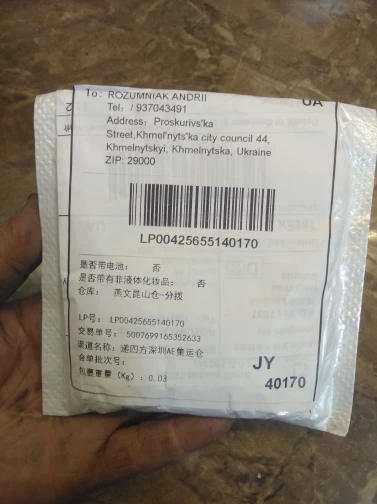 To: ROZUMNIAK ANDRII
UA
Tel: / 937043491
Address: Proskurivs'ka
Street,Khmel'nyts'ka city council 44,
Khmelnytskyi, Khmelnytska, Ukraine
ZIP: 29000
LP00425655140170
是否带电池： 否
是否带有非液体化妆品： 否
仓库： 燕文昆山仓-分拨
LP号： LP00425655140170
交易单号： 5007699165352633
渠道名称：递四方深圳AE集运仓
合单批次号：
包裹重量（Kg）：0.03
JY
40170